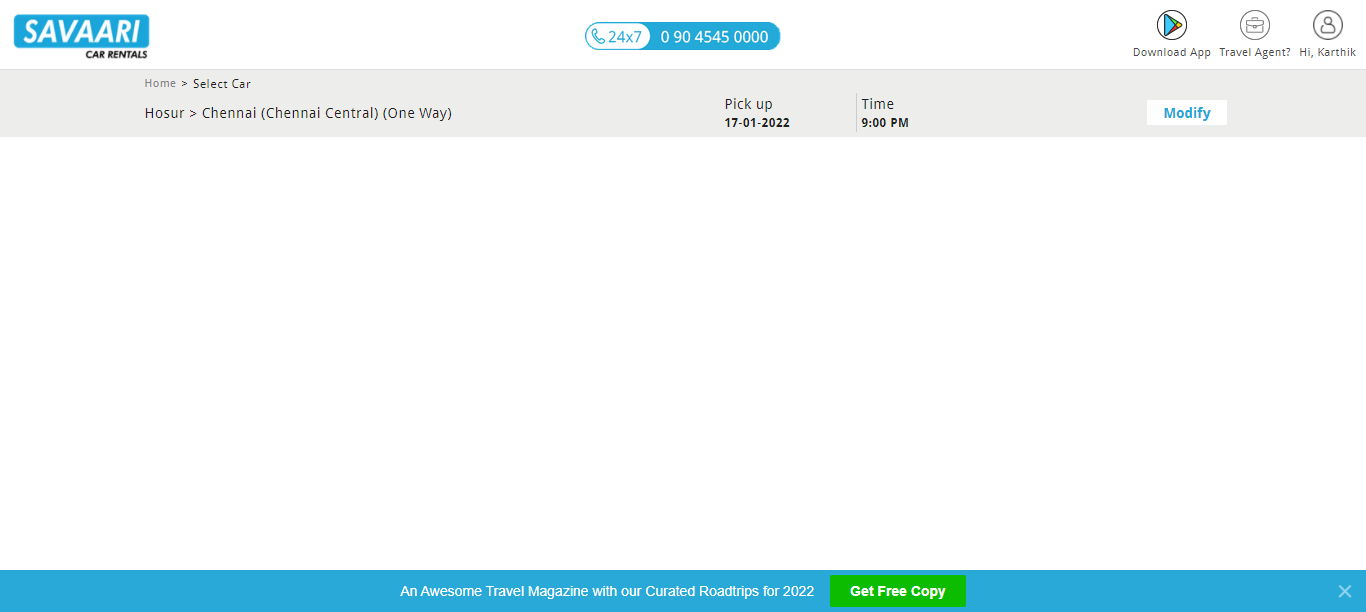 SAVAARI
CAR RENTALS
24x7 0 90 4545 0000
Download App
Travel Agent?
Hi, Karthik
Home > Select Car
Hosur > Chennai (Chennai Central) (One Way)
Pick up
17-01-2022
Time
9:00 PM
Modify
An Awesome Travel Magazine with our Curated Roadtrips for 2022
Get Free Copy